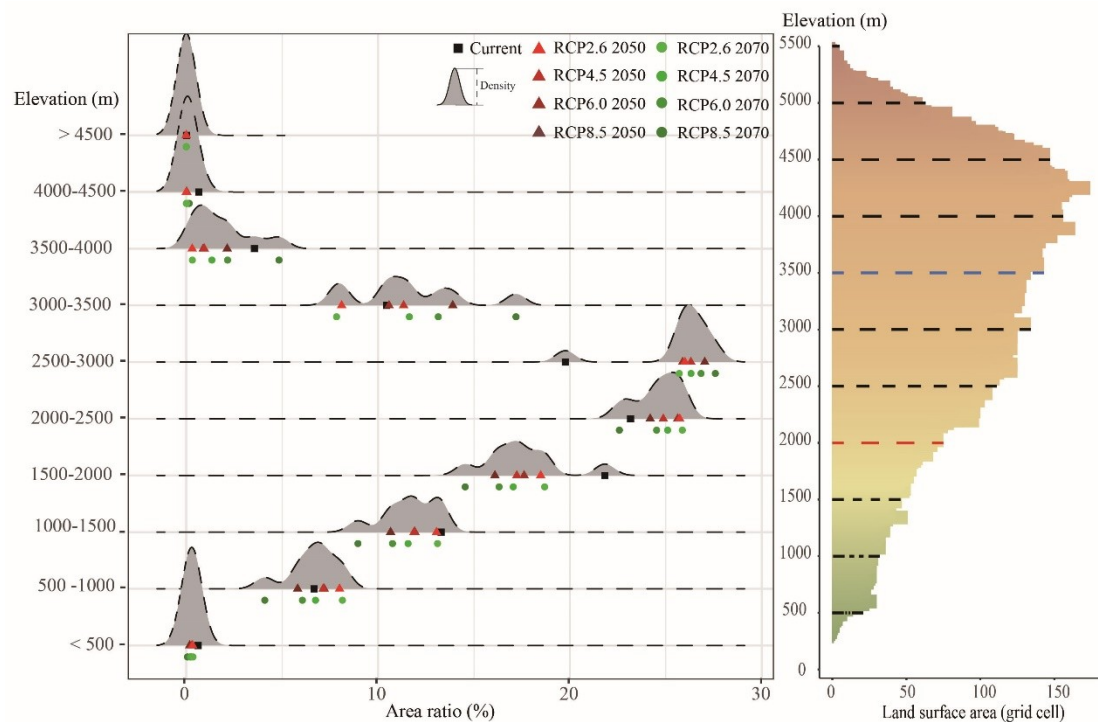 Elevation (m)
Current
RCP2.6 2050
RCP2.6 2070
RCP4.5 2050
RCP4.5 2070
RCP6.0 2050
RCP6.0 2070
RCP8.5 2050
RCP8.5 2070
Density
> 4500
4000-4500
3500-4000
3000-3500
2500-3000
2000-2500
1500-2000
1000-1500
500 -1000
< 500
0
10
20
30
Area ratio (%)
Elevation (m)
5500
5000
4500
4000
3500
3000
2500
2000
1500
1000
500
0
0
50
100
150
Land surface area (grid cell)